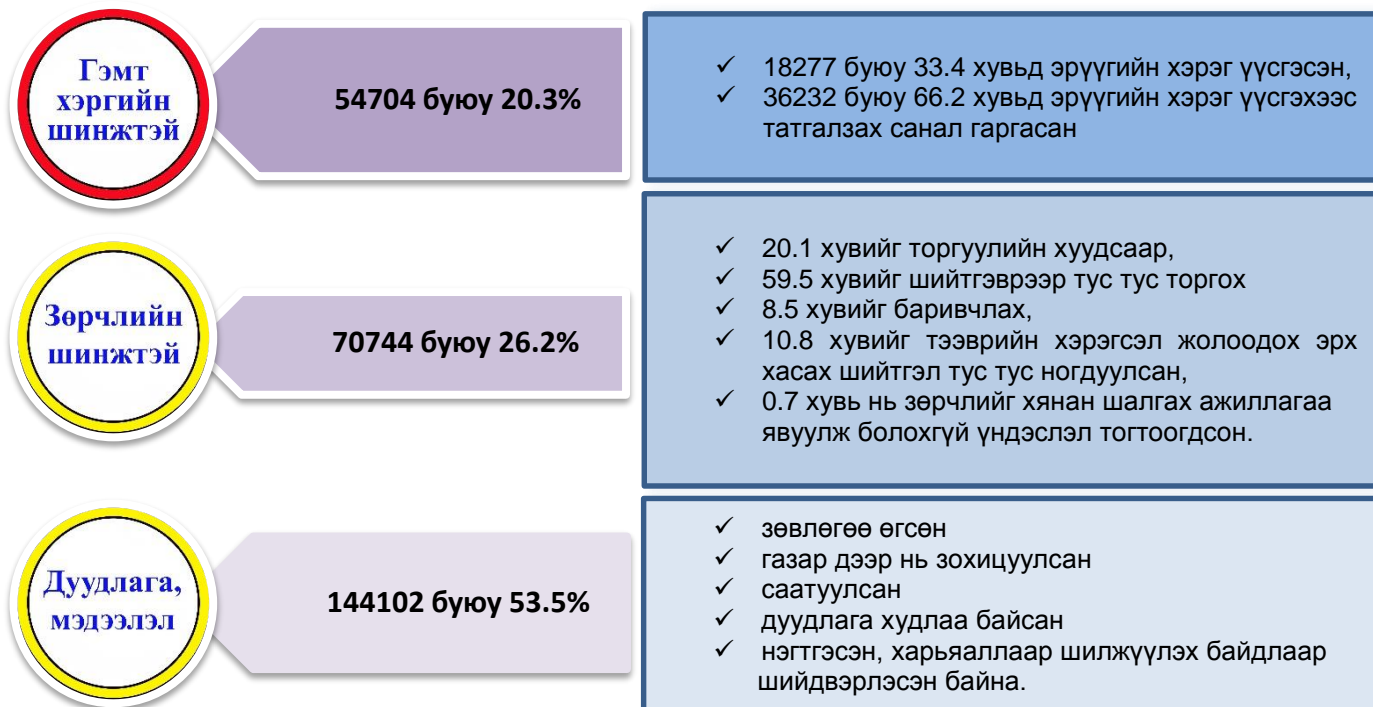 Гэмт
хэргийн
шинжтэй
54704 буюу 20.3%
✓ 18277 буюу 33.4 хувьд эрүүгийн хэрэг үүсгэсэн,
✓ 36232 буюу 66.2 хувьд эрүүгийн хэрэг үүсгэхээс
татгалзах санал гаргасан
Зөрчлийн
шинжтэй
70744 буюу 26.2%
✓ 20.1 хувийг торгуулийн хуудсаар,
✓ 59.5 хувийг шийтгэврээр тус тус торгох
✓ 8.5 хувийг баривчлах,
✓ 10.8 хувийг тээврийн хэрэгсэл жолоодох эрх
хасах шийтгэл тус тус ногдуулсан,
✓ 0.7 хувь нь зөрчлийг хянан шалгах ажиллагаа
явуулж болохгүй үндэслэл тогтоогдсон.
Дуудлага,
мэдээлэл
144102 буюу 53.5%
✓ зөвлөгөө өгсөн
✓ газар дээр нь зохицуулсан
✓ саатуулсан
✓ дуудлага худлаа байсан
✓ нэгтгэсэн, харьяаллаар шилжүүлэх байдлаар
шийдвэрлэсэн байна.